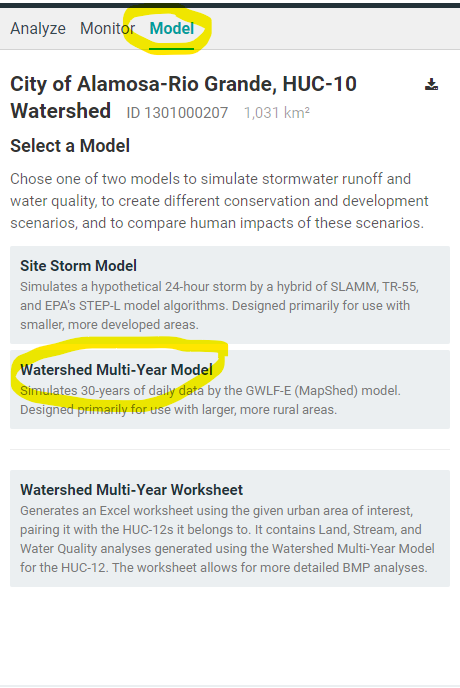 Analyze Monitor Model
City of Alamosa-Rio Grande, HUC-10
Watershed ID 1301000207 1,031 km²
Select a Model
Chose one of two models to simulate stormwater runoff and
water quality, to create different conservation and development
scenarios, and to compare human impacts of these scenarios.
Site Storm Model
Simulates a hypothetical 24-hour storm by a hybrid of SLAMM, TR-55,
and EPA's STEP-L model algorithms. Designed primarily for use with
smaller, more developed areas.
Watershed Multi-Year Model
Simulates 30-years of daily data by the GWLF-E (MapShed) model.
Designed primarily for use with larger, more rural areas.
Watershed Multi-Year Worksheet
Generates an Excel worksheet using the given urban area of interest,
pairing it with the HUC-12s it belongs to. It contains Land, Stream, and
Water Quality analyses generated using the Watershed Multi-Year Model
for the HUC-12. The worksheet allows for more detailed BMP analyses.